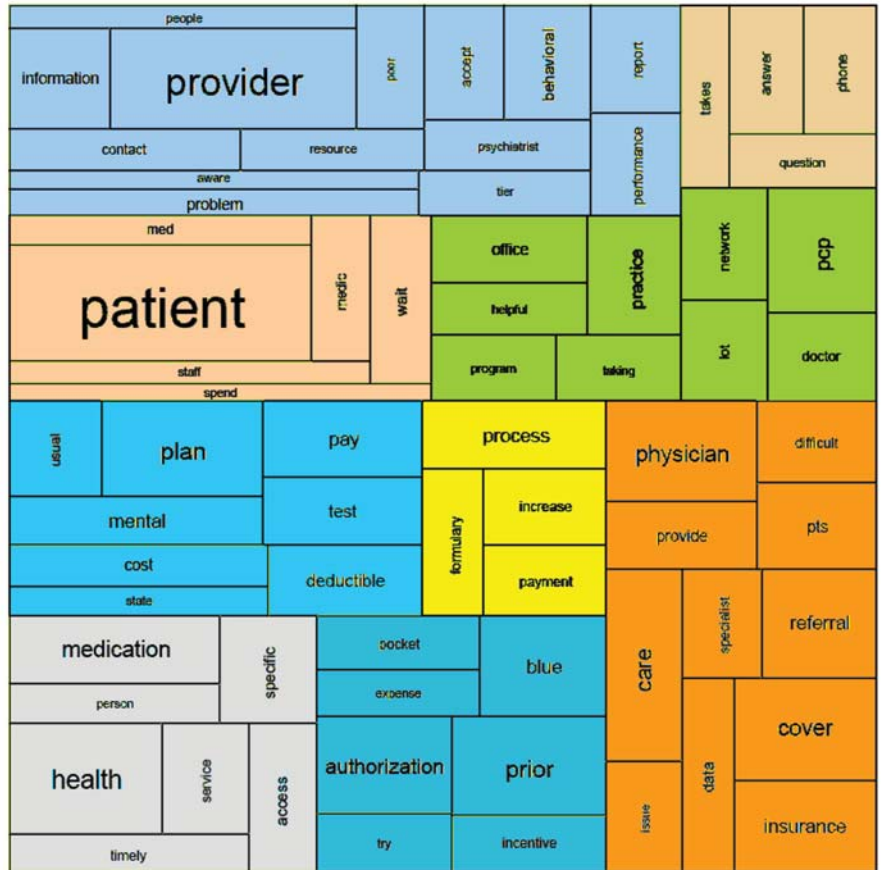 people
information
provider
poor
contact
resource
aware
problem
accept
behavioral
psychiatrist
tier
report
performance
takes
answer
phone
question
med
patient
medic
wait
staff
spend
office
helpful
practice
program
taking
network
pcp
lot
doctor
usual
plan
pay
mental
test
cost
state
deductible
process
formulary
increase
payment
physician
difficult
provide
pts
care
specialist
referral
issue
data
cover
insurance
medication
specific
person
health
service
access
timely
pocket
expense
blue
authorization
prior
try
incentive